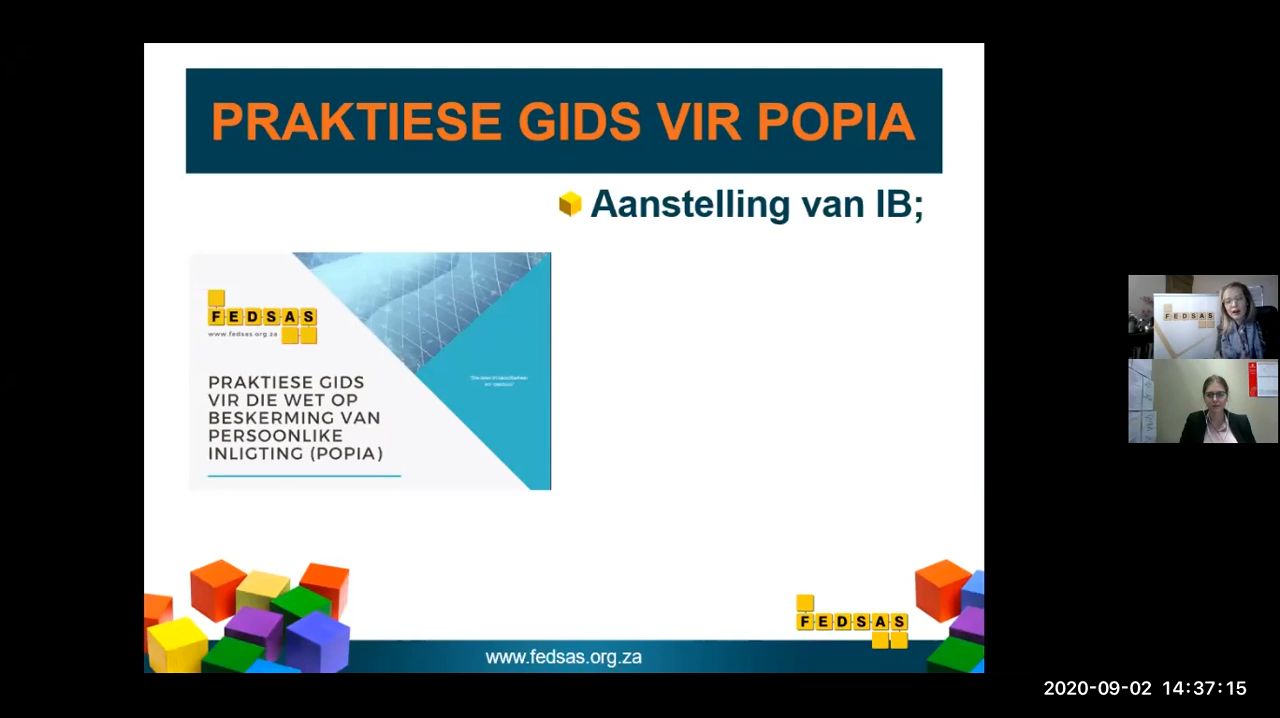 PRAKTIESE GIDS VIR POPIA
Aanstelling van IB;
FEDSAS
www.fedsas.org.za
PRAKTIESE GIDS
VIR DIE WET OP
BESKERMING VAN
PERSOONLIKE
INLIGTING (POPIA)
FEDSAS
www.fedsas.org.za
FEDSAS
2020-09-02 14:37:15